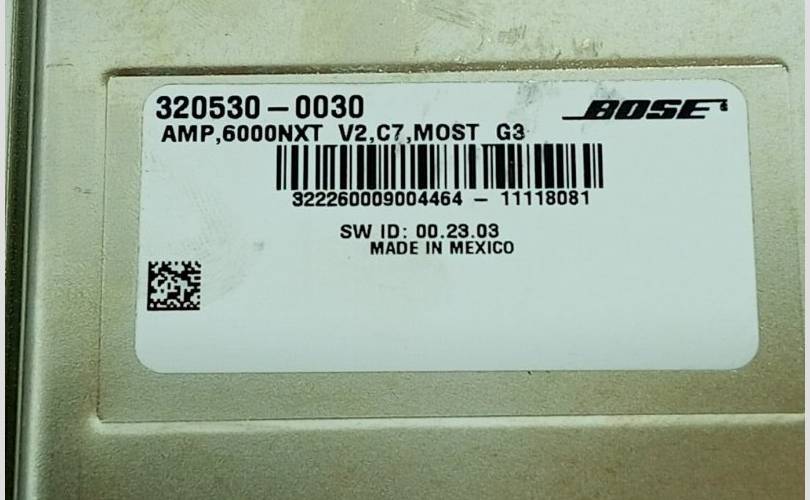 320530-0030
BOSE
AMP,6000NXT V2,C7,MOST G3
322260009004464 - 11118081
SW ID: 00.23.03
MADE IN MEXICO